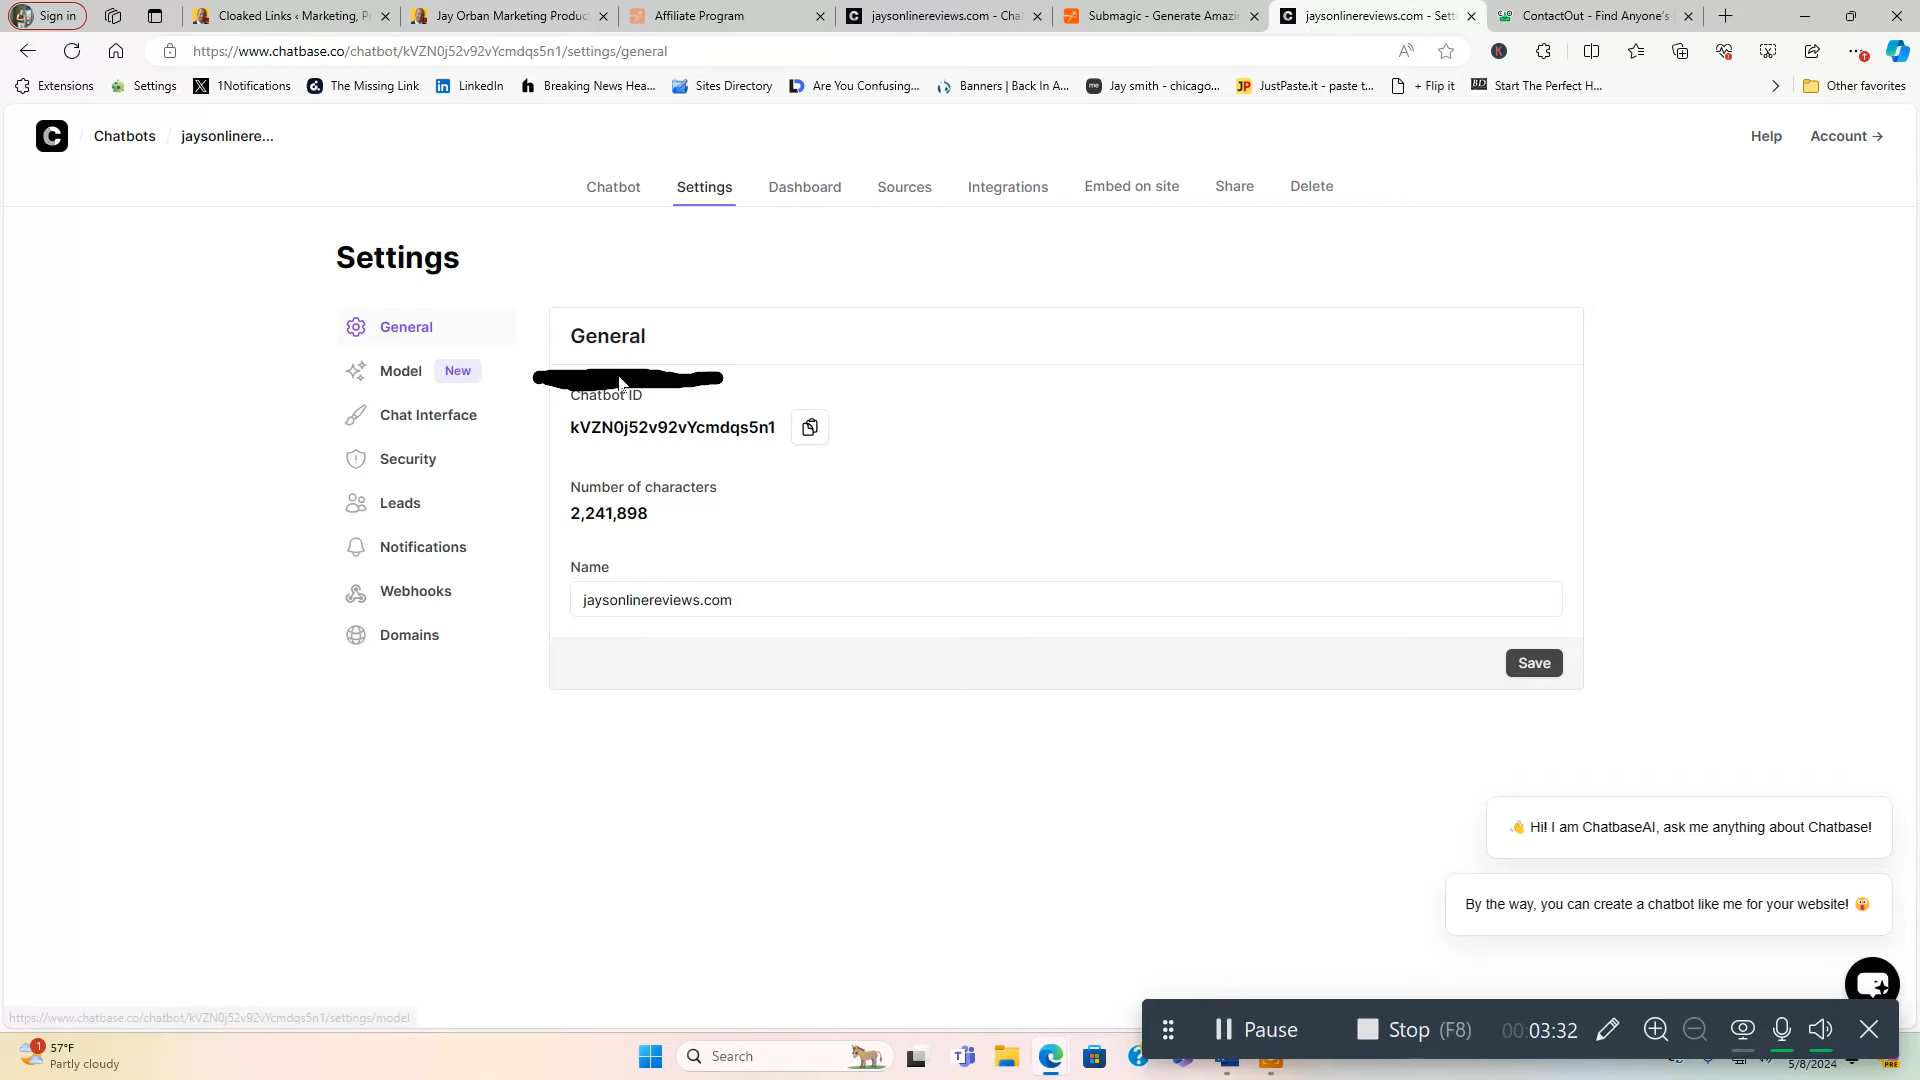 Sign in
Cloaked Links ‹ Marketing, P
Jay Orban Marketing Produc
Affiliate Program
jaysonlinereviews.com - Cha
Submagic - Generate Amazi
jaysonlinereviews.com - Sett
ContactOut - Find Anyone's
https://www.chatbase.co/chatbot/kVZN0j52v92vYcmdqs5n1/settings/general
Extensions
Settings
1Notifications
The Missing Link
LinkedIn
Breaking News Hea...
Sites Directory
Are You Confusing...
Banners | Back In A...
Jay smith - chicago...
JustPaste.it - paste t...
+ Flip it
Start The Perfect H...
Other favorites
Chatbots / jaysonlinere...
Help
Account →
Chatbot
Settings
Dashboard
Sources
Integrations
Embed on site
Share
Delete
Settings
General
Model New
Chat Interface
Security
Leads
Notifications
Webhooks
Domains
General
Chatbot ID
kVZN0j52v92vYcmdqs5n1
Number of characters
2,241,898
Name
jaysonlinereviews.com
Save
👋 Hi! I am ChatbaseAI, ask me anything about Chatbase!
By the way, you can create a chatbot like me for your website! 😲
https://www.chatbase.co/chatbot/kVZN0j52v92vYcmdqs5n1/settings/model
Pause
Stop (F8)
00:03:32
1
57°F
Partly cloudy
Search
5/8/2024
PRE